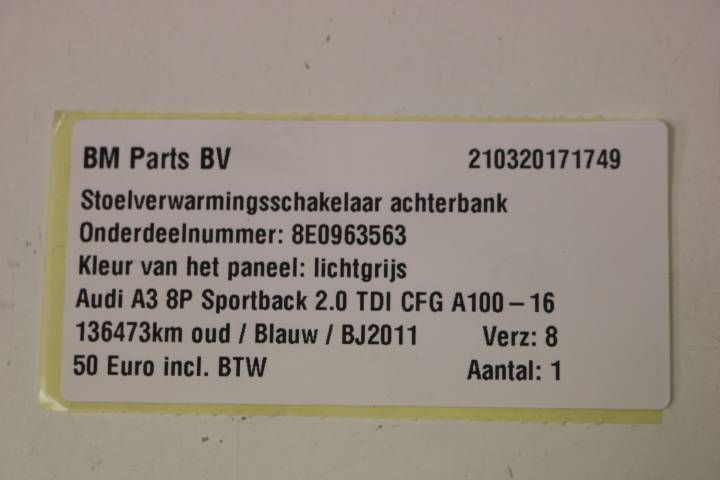 BM Parts BV 210320171749
Stoelverwarmingsschakelaar achterbank
Onderdeelnummer: 8E0963563
Kleur van het paneel: lichtgrijs
Audi A3 8P Sportback 2.0 TDI CFG A100 – 16
136473km oud / Blauw / BJ2011 Verz: 8
50 Euro incl. BTW Aantal: 1